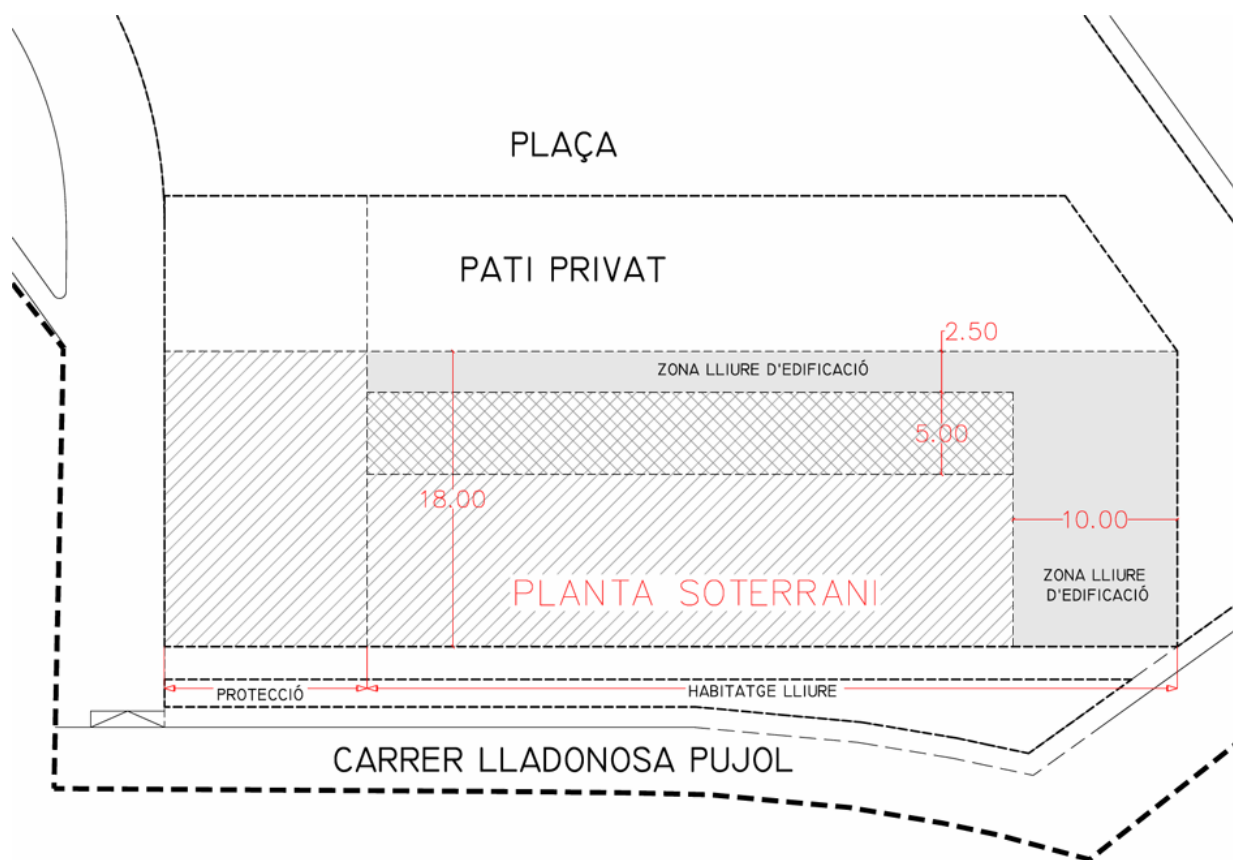 PLAÇA
PATI PRIVAT
2.50
ZONA LLIURE D'EDIFICACIÓ
5.00
18.00
10.00
ZONA LLIURE
D'EDIFICACIÓ
PLANTA SOTERRANI
PROTECCIÓ
HABITATGE LLIURE
CARRER LLADONOSA PUJOL